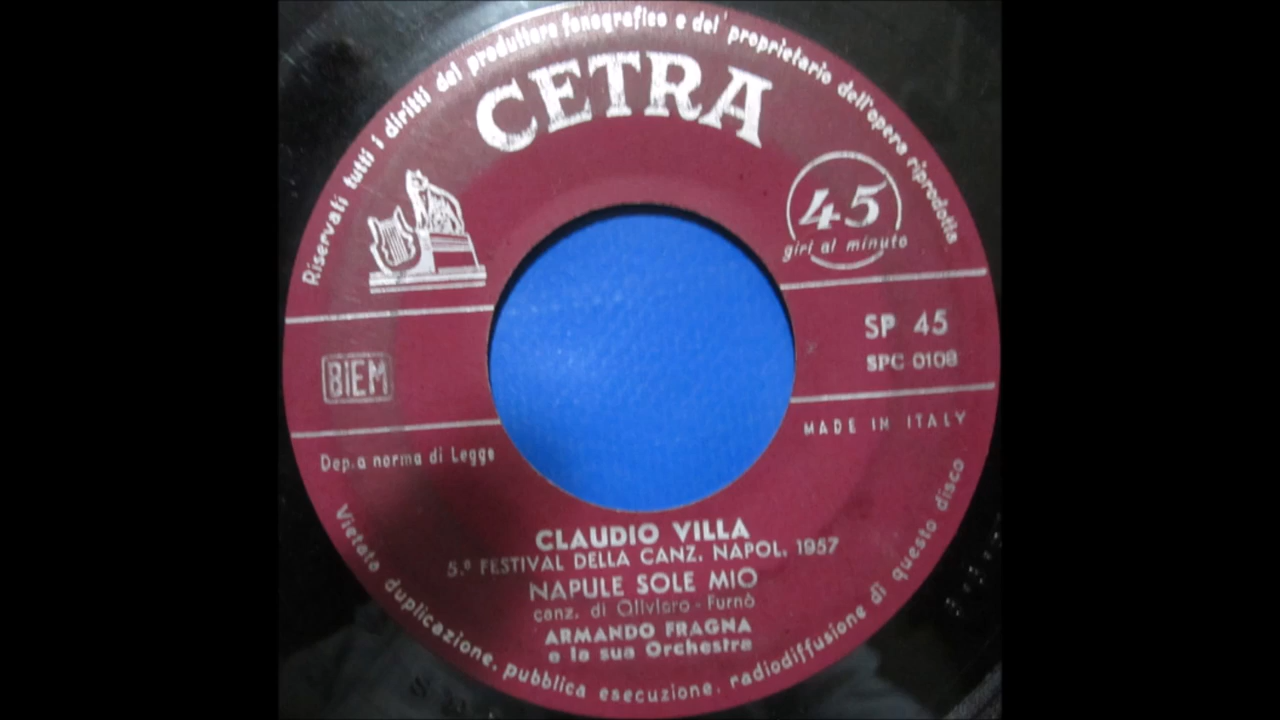 Riservati tutti i diritti del produttore fonografico e del proprietario dell'opera riprodotta
CETRA
45
giri al minuto
SP 45
SPC 0108
BIEM
MADE IN ITALY
Dep. a norma di Legge
CLAUDIO VILLA
5.º FESTIVAL DELLA CANZ. NAPOL. 1957
NAPULE SOLE MIO
canz. di Oliviero - Furnò
ARMANDO FRAGNA
e la sua Orchestra
Vietata duplicazione, pubblica esecuzione, radiodiffusione di questo disco